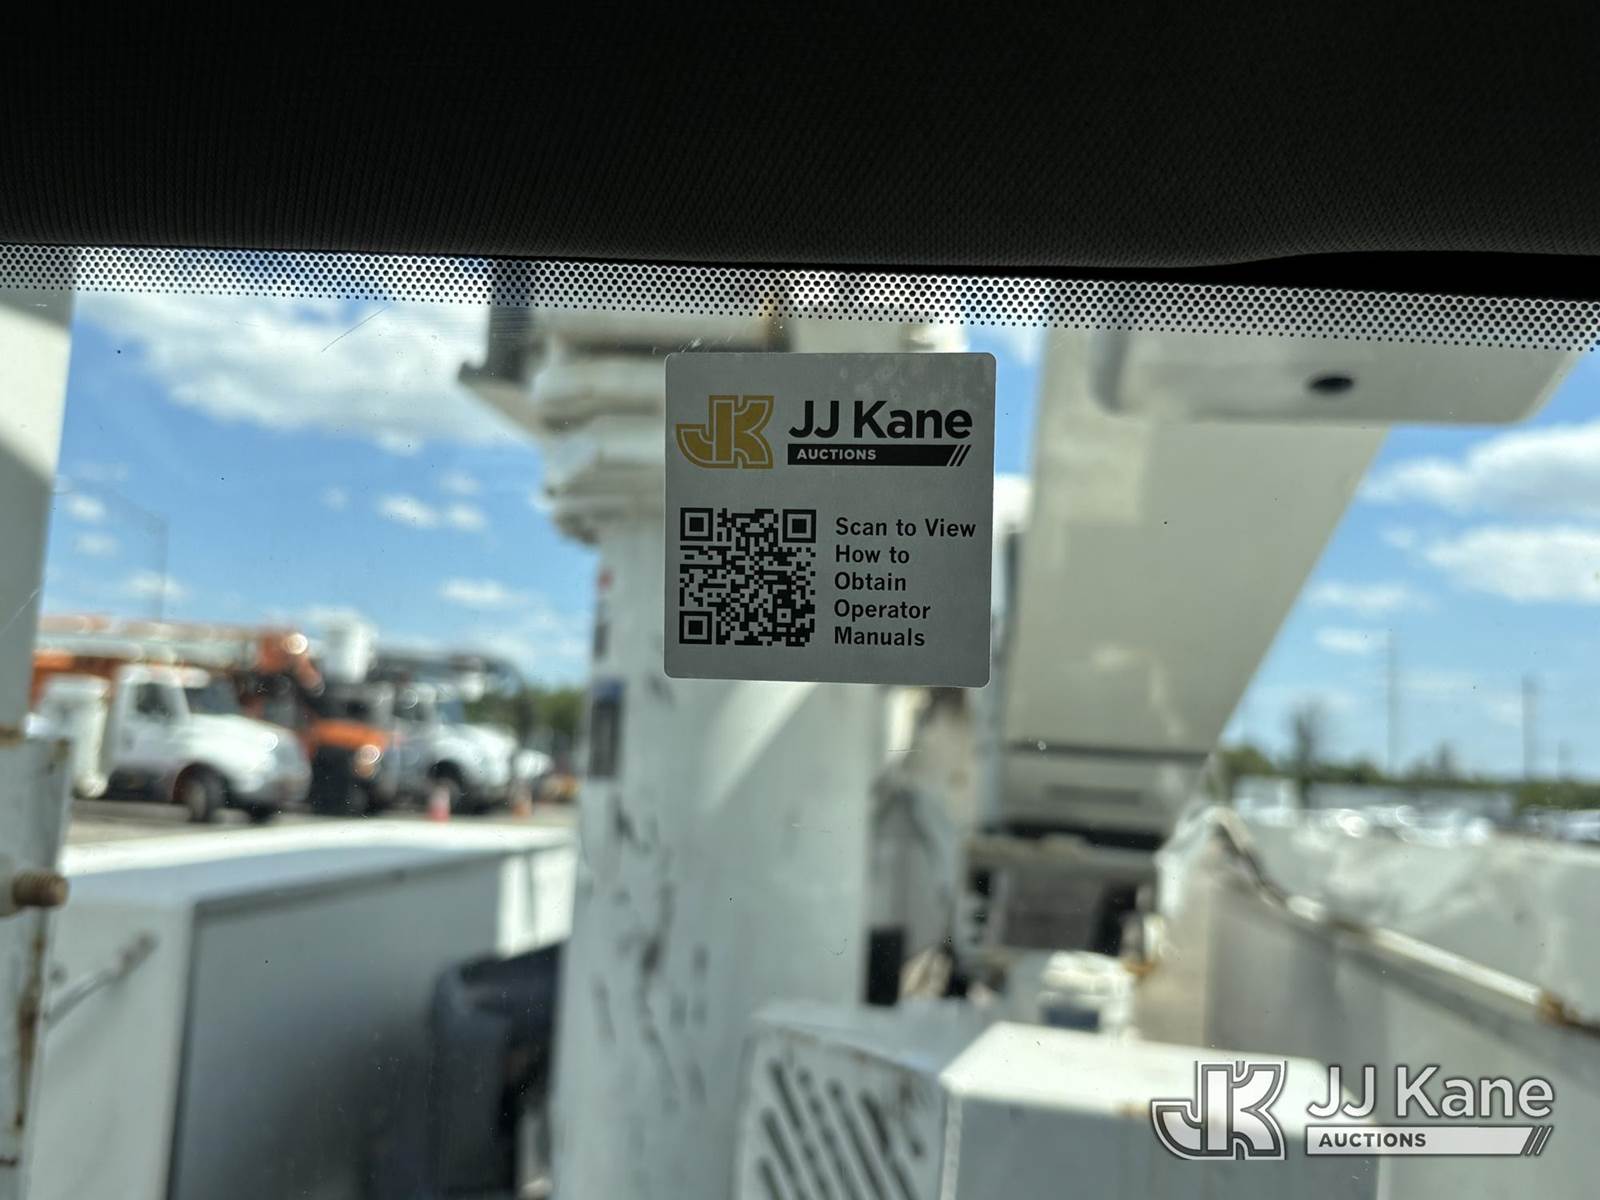 JK JJ Kane
AUCTIONS
Scan to View
How to
Obtain
Operator
Manuals
JK JJ Kane
AUCTIONS